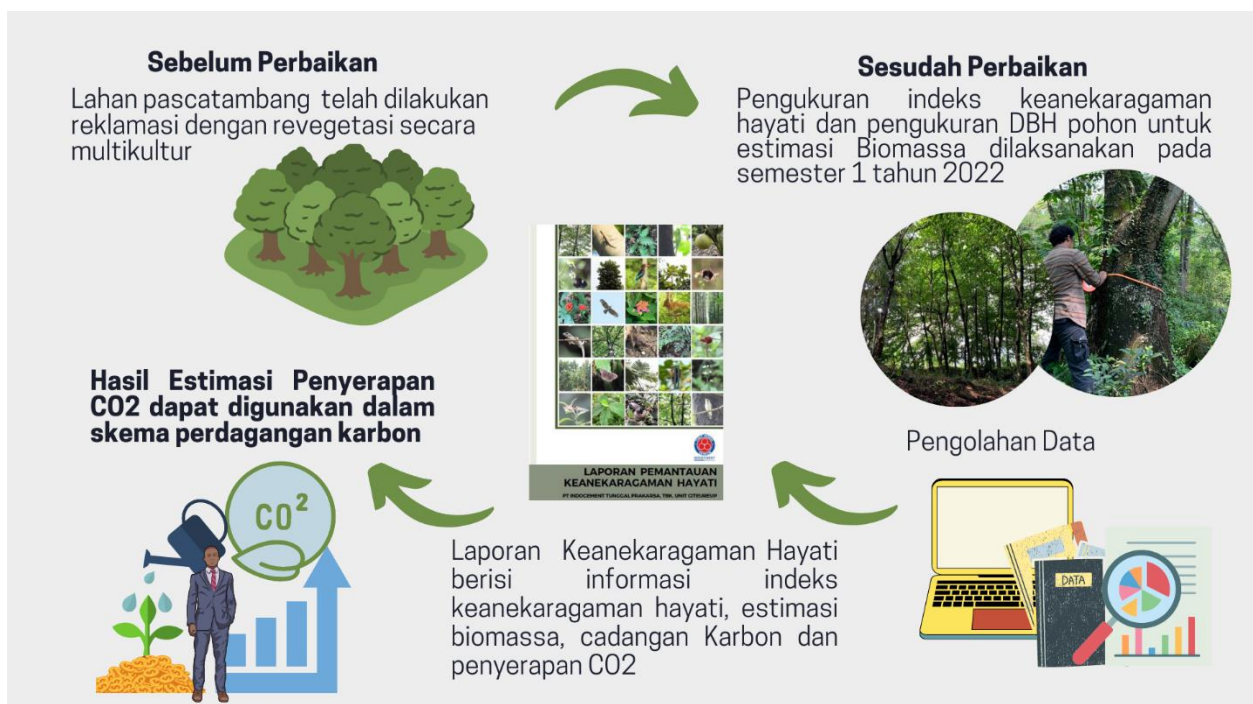 Sebelum Perbaikan
Lahan pascatambang telah dilakukan
reklamasi dengan revegetasi secara
multikultur
Sesudah Perbaikan
Pengukuran indeks keanekaragaman
hayati dan pengukuran DBH pohon untuk
estimasi Biomassa dilaksanakan pada
semester 1 tahun 2022
Pengolahan Data
DATA
LAPORAN PEMANTAUAN
KEANEKARAGAMAN HAYATI
PT INDOCEMENT TUNGGAL PRAKARSA, TBK. UNIT CITEUREUP
Laporan Keanekaragaman Hayati
berisi informasi indeks
keanekaragaman hayati, estimasi
biomassa, cadangan Karbon dan
penyerapan CO2
Hasil Estimasi Penyerapan
CO2 dapat digunakan dalam
skema perdagangan karbon
CO²